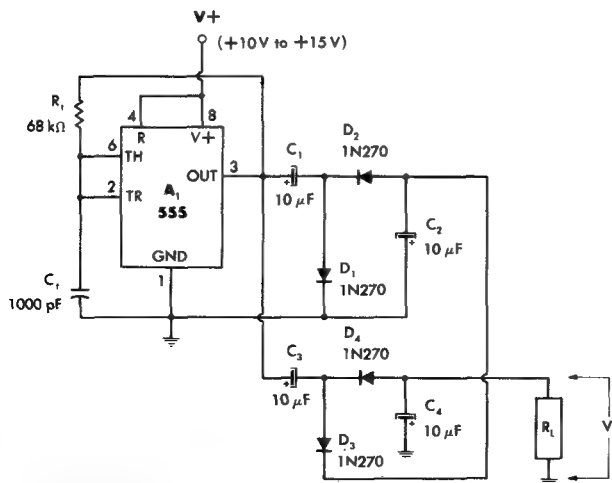 V+
(+10V to +15V)
R₁
68 kΩ
4
8
R
V+
6
TH
2
TR
A₁
555
OUT
3
GND
1
C₁
1000 pF
C₁
10 μF
D₂
1N270
D₁
1N270
C₂
10 μF
C₃
10 μF
D₄
1N270
D₃
1N270
C₄
10 μF
R_L
V